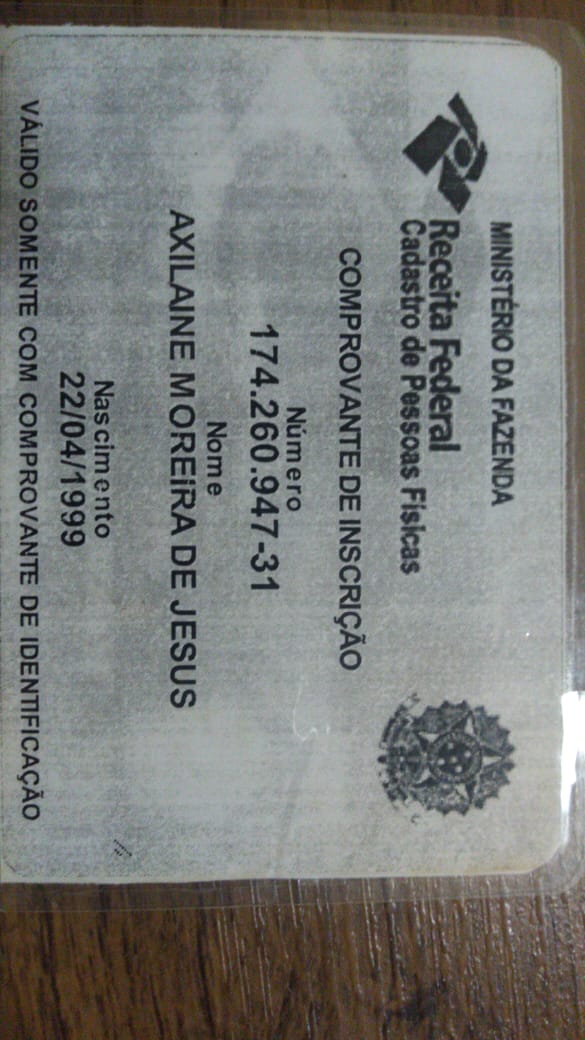 MINISTÉRIO DA FAZENDA
Receita Federal
Cadastro de Pessoas Físicas
COMPROVANTE DE INSCRIÇÃO
Número
174.260.947-31
Nome
AXILAINE MOREIRA DE JESUS
Nascimento
22/04/1999
VÁLIDO SOMENTE COM COMPROVANTE DE IDENTIFICAÇÃO